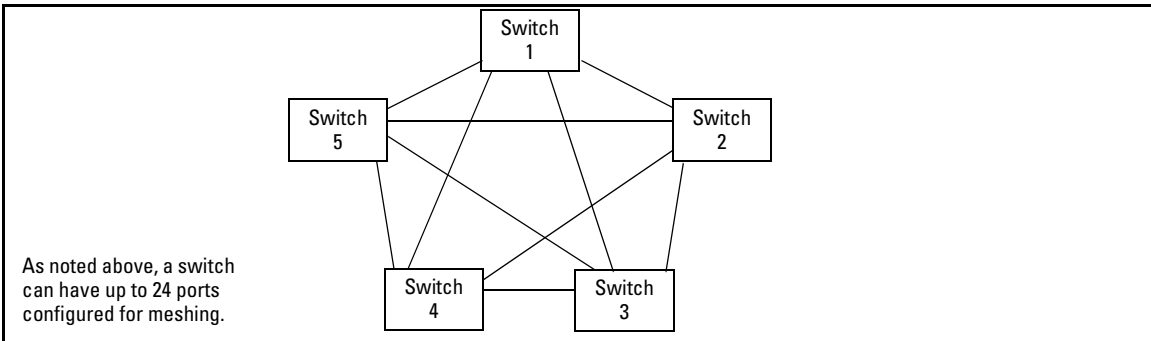 Switch
1
Switch
5
Switch
2
As noted above, a switch
can have up to 24 ports
configured for meshing.
Switch
4
Switch
3